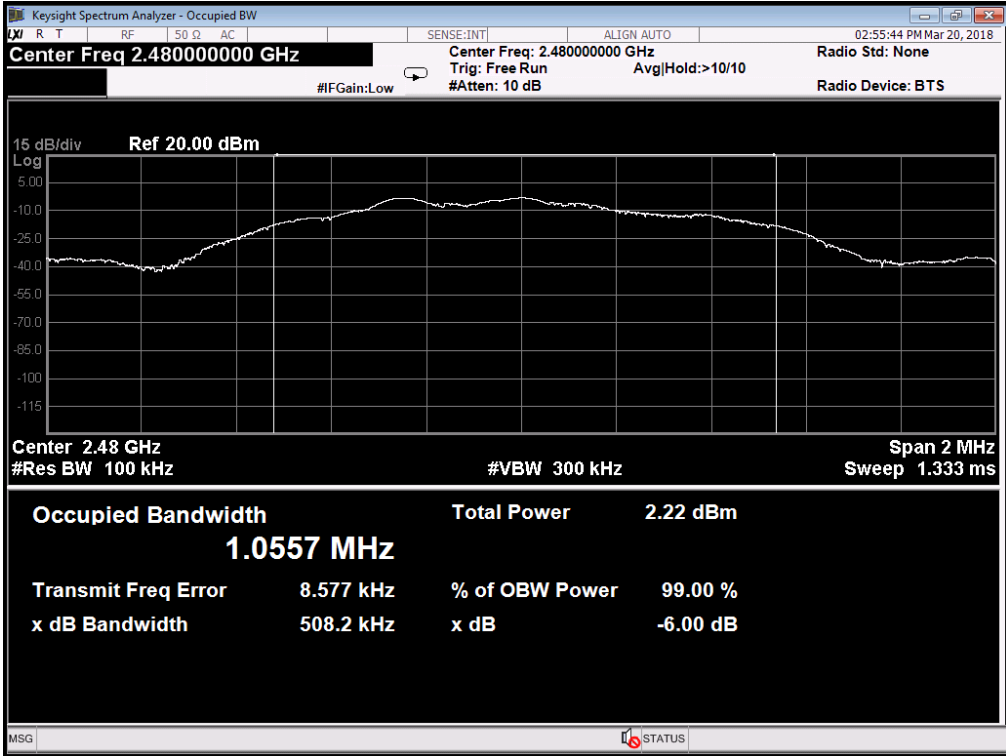 Keysight Spectrum Analyzer - Occupied BW
LXI R T RF 50 Ω AC SENSE:INT ALIGN AUTO 02:55:44 PM Mar 20, 2018
Center Freq 2.480000000 GHz Center Freq: 2.480000000 GHz Radio Std: None
Trig: Free Run Avg|Hold:>10/10
#IFGain:Low #Atten: 10 dB Radio Device: BTS
15 dB/div Ref 20.00 dBm
Log
5.00
-10.0
-25.0
-40.0
-55.0
-70.0
-85.0
-100
-115
Center 2.48 GHz Span 2 MHz
#Res BW 100 kHz #VBW 300 kHz Sweep 1.333 ms
Occupied Bandwidth Total Power 2.22 dBm
1.0557 MHz
Transmit Freq Error 8.577 kHz % of OBW Power 99.00 %
x dB Bandwidth 508.2 kHz x dB -6.00 dB
MSG STATUS